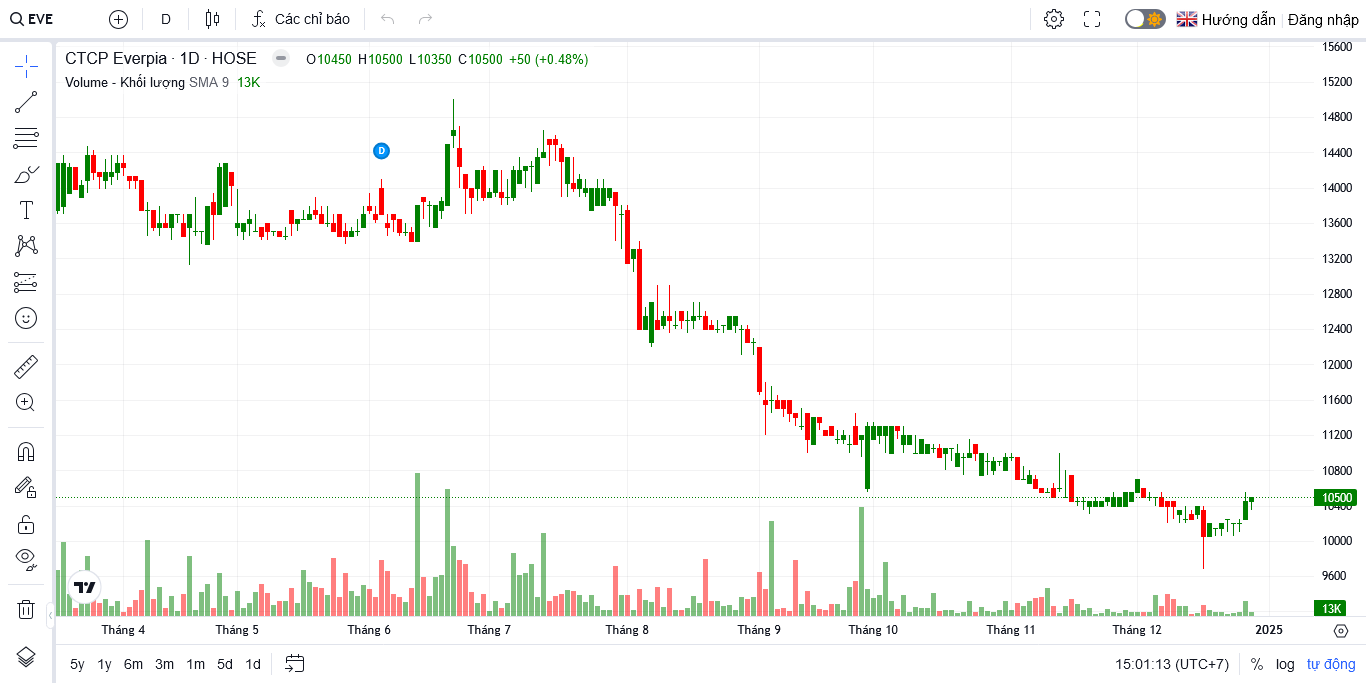 EVE D Các chỉ báo Hướng dẫn Đăng nhập
CTCP Everpia · 1D · HOSE O10450 H10500 L10350 C10500 +50 (+0.48%)
Volume - Khối lượng SMA 9 13K
D
15600
15200
14800
14400
14000
13600
13200
12800
12400
12000
11600
11200
10800
10500
10400
10000
9600
13K
Tháng 4 Tháng 5 Tháng 6 Tháng 7 Tháng 8 Tháng 9 Tháng 10 Tháng 11 Tháng 12 2025
5y 1y 6m 3m 1m 5d 1d 15:01:13 (UTC+7) % log tự động